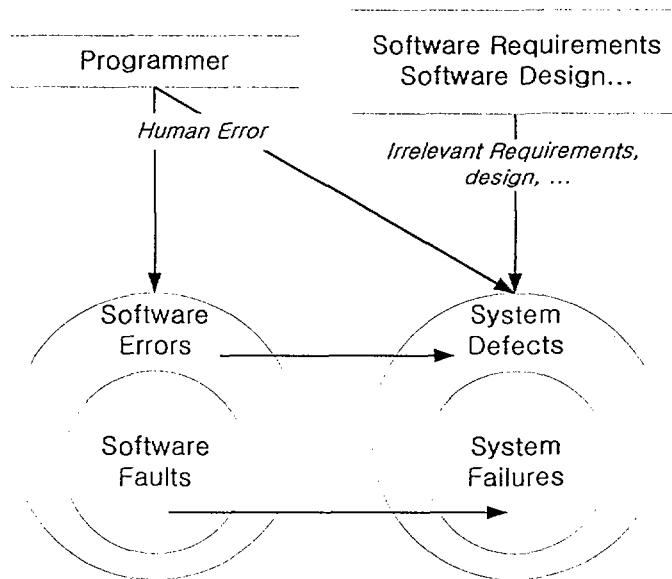 Programmer
Software Requirements
Software Design...
Human Error
Irrelevant Requirements,
design, ...
Software
Errors
System
Defects
Software
Faults
System
Failures